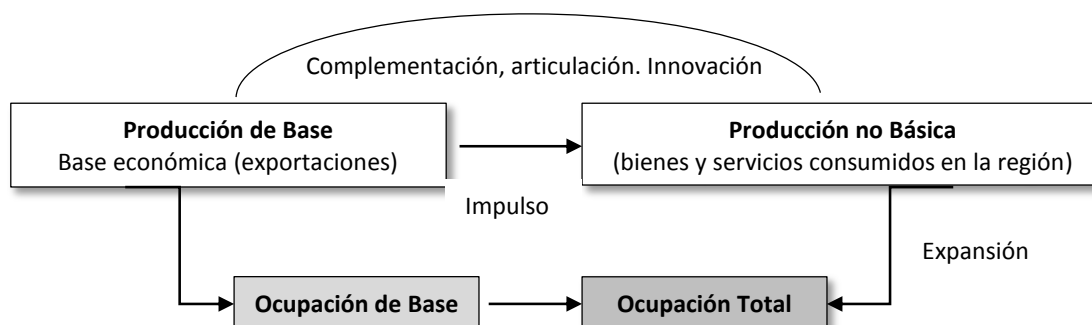 Complementación, articulación. Innovación
Producción de Base
Base económica (exportaciones)
Producción no Básica
(bienes y servicios consumidos en la región)
Impulso
Expansión
Ocupación de Base
Ocupación Total